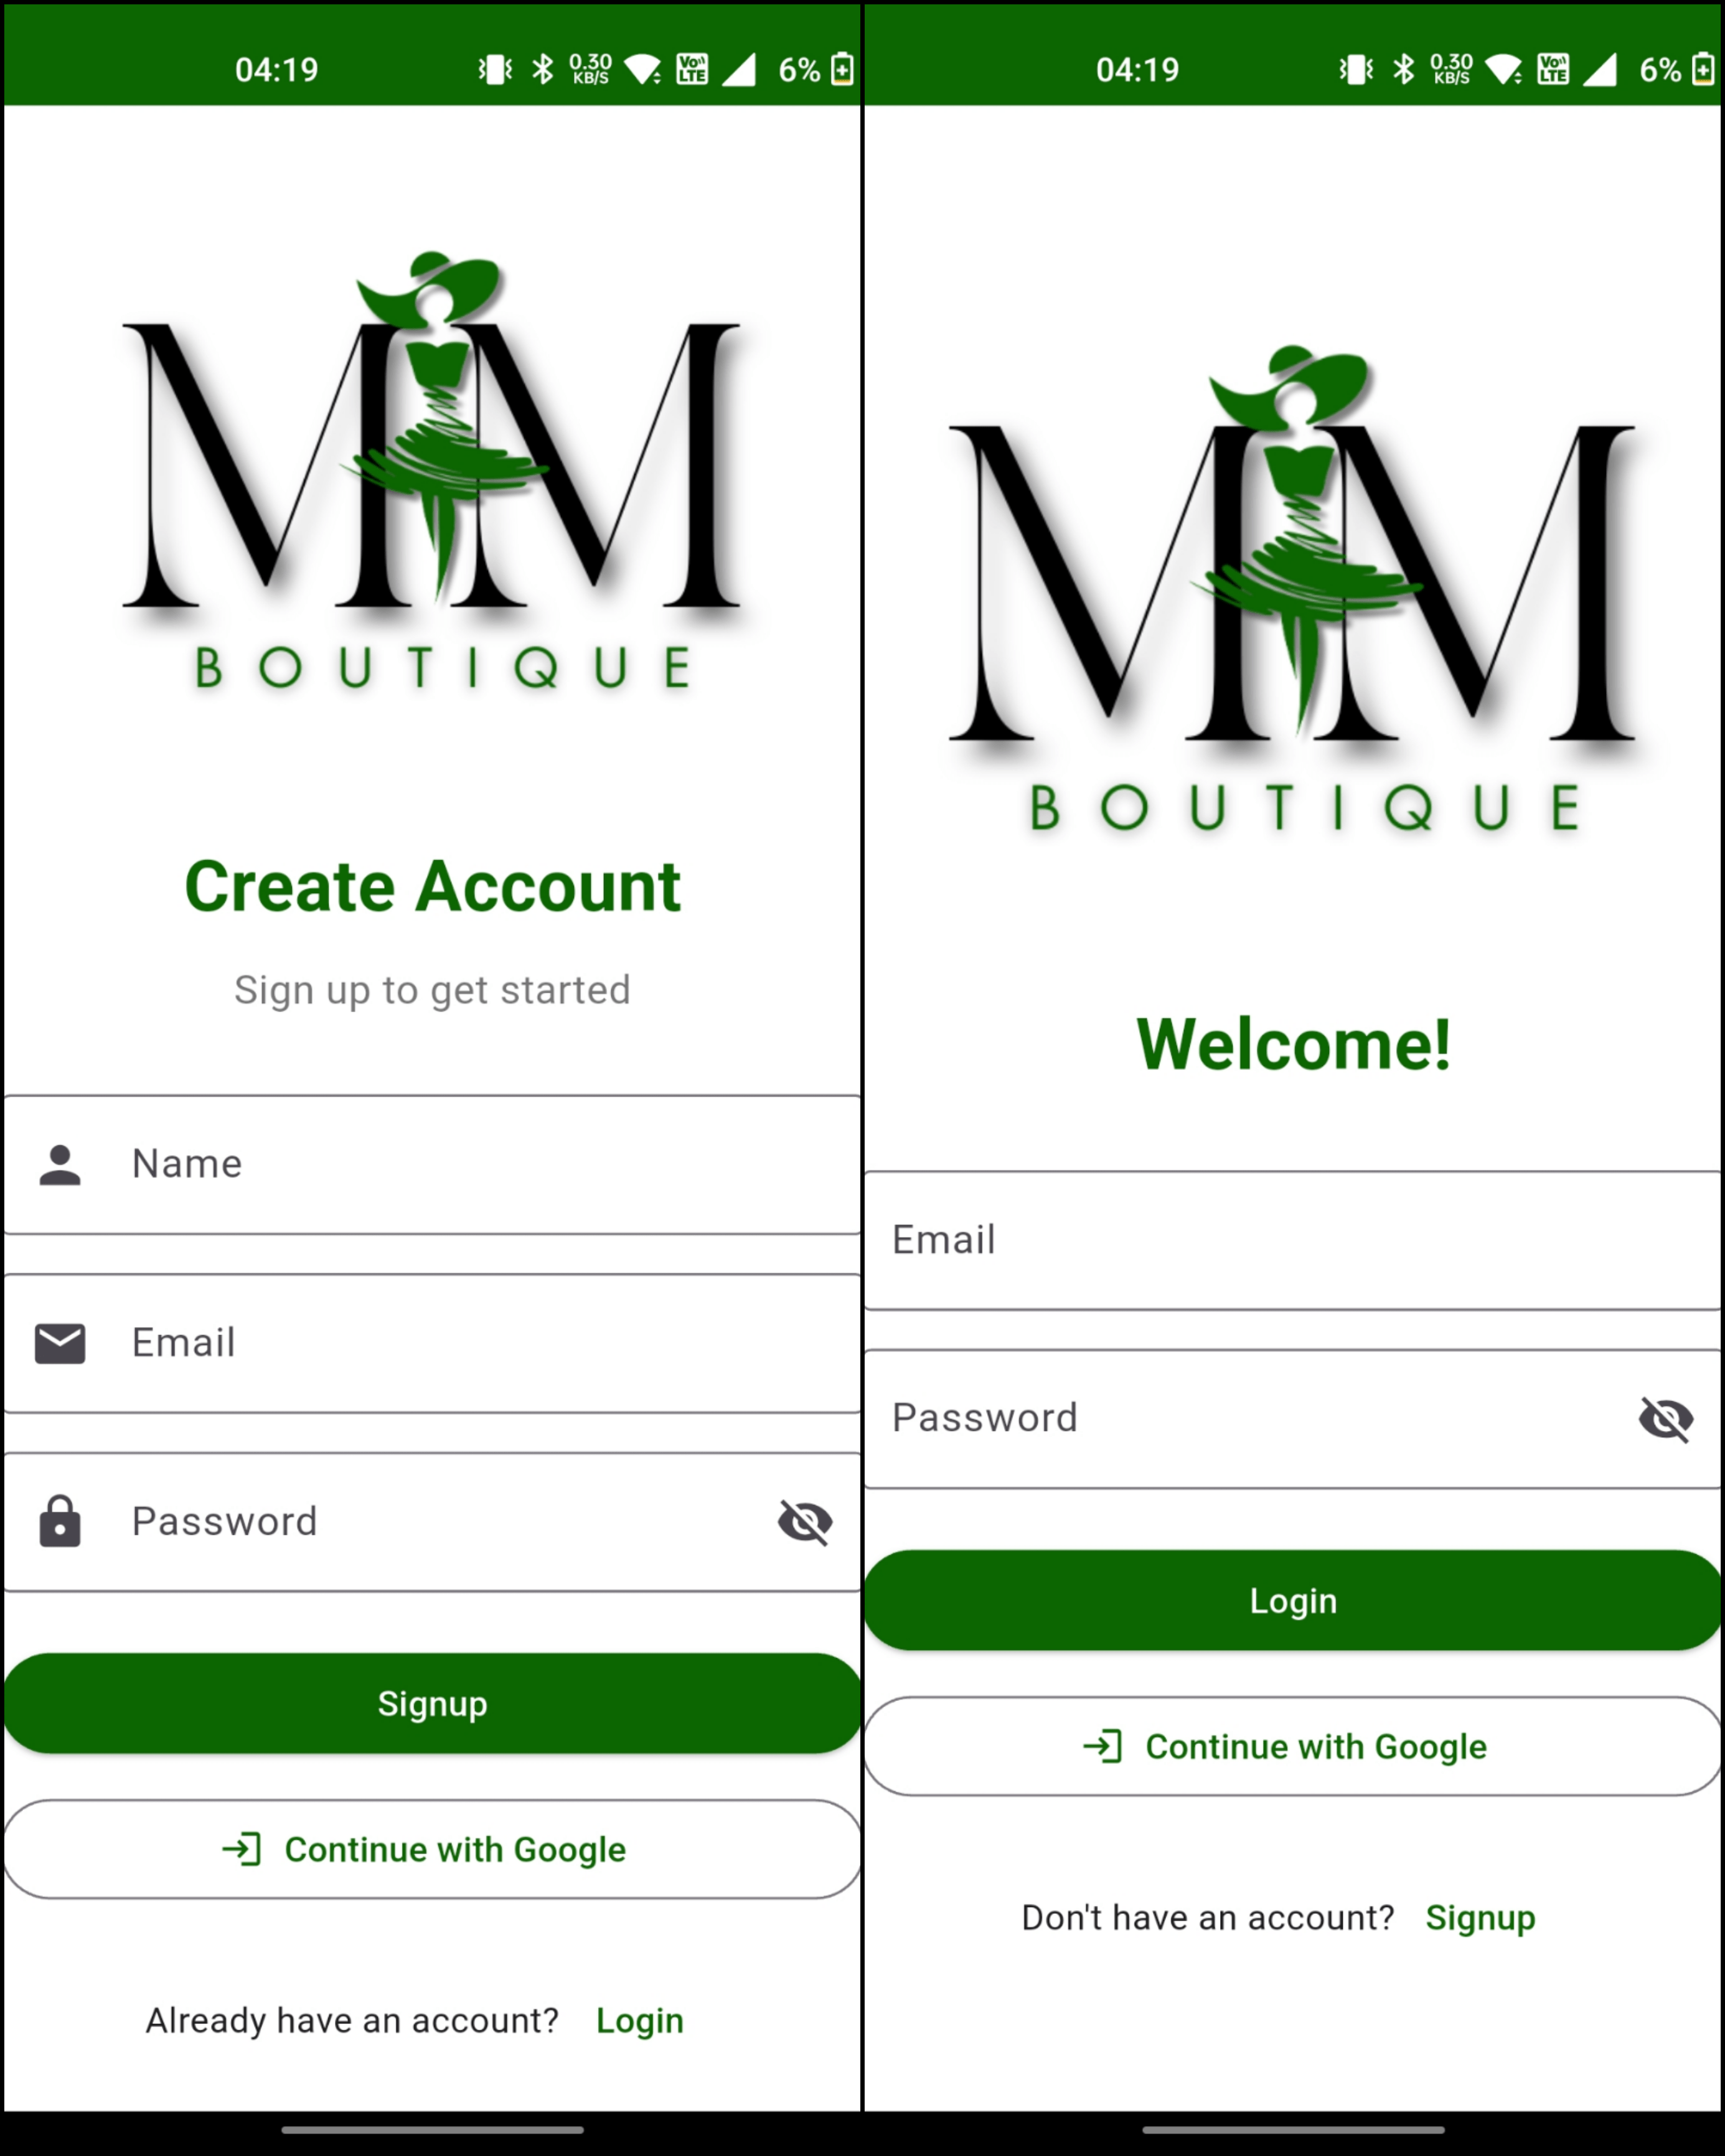 04:19 0.30 KB/S Vo LTE 6%
MM
BOUTIQUE
Create Account
Sign up to get started
Name
Email
Password
Signup
Continue with Google
Already have an account? Login
04:19 0.30 KB/S Vo LTE 6%
MM
BOUTIQUE
Welcome!
Email
Password
Login
Continue with Google
Don't have an account? Signup